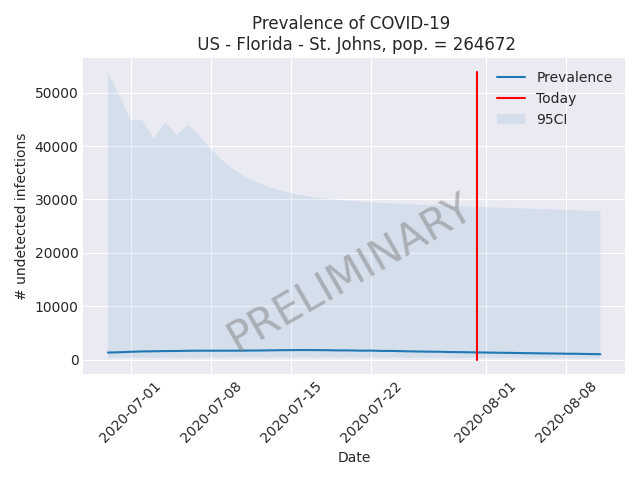 Prevalence of COVID-19
US - Florida - St. Johns, pop. = 264672
Prevalence
Today
95CI
50000
40000
30000
20000
10000
0
# undetected infections
PRELIMINARY
2020-07-01
2020-07-08
2020-07-15
2020-07-22
2020-08-01
2020-08-08
Date